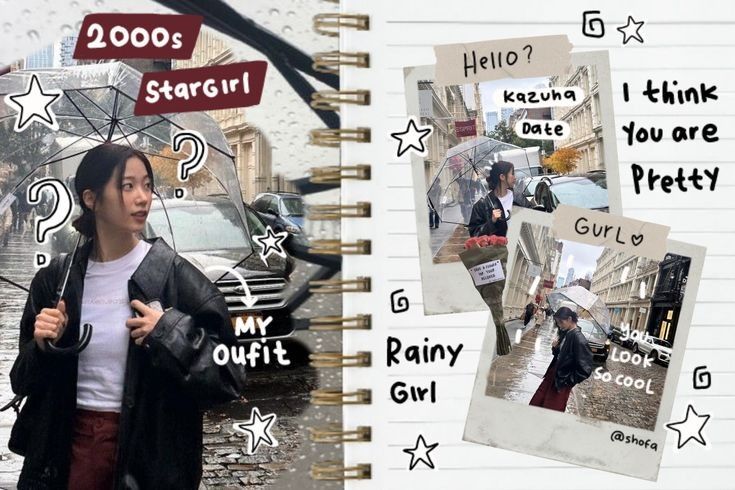 2000s
StarGirl
My
Oufit
Hello?
Kazuha
Date
I think
You are
Pretty
GURL
Rainy
Girl
You
LOOK
SO COOL
@shofa